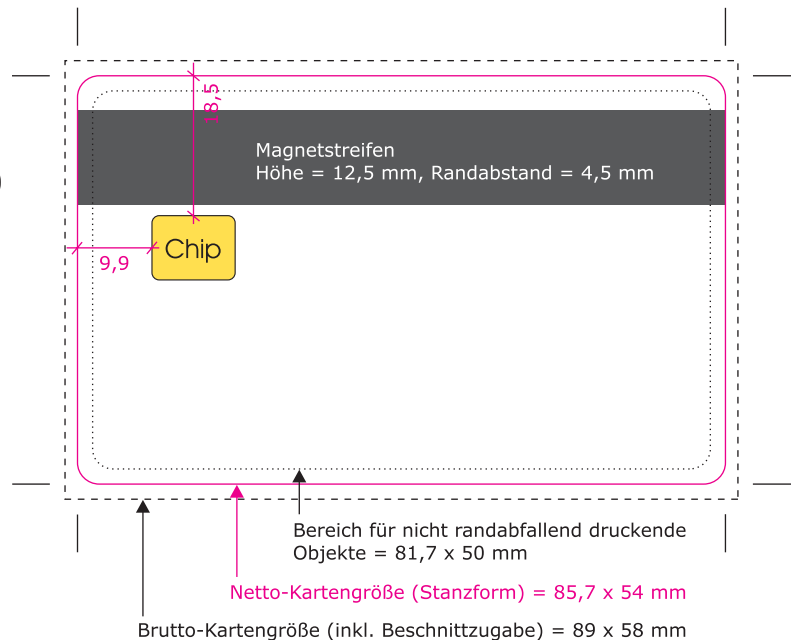 18,5
Magnetstreifen
Höhe = 12,5 mm, Randabstand = 4,5 mm
Chip
9,9
Bereich für nicht randabfallend druckende
Objekte = 81,7 x 50 mm
Netto-Kartengröße (Stanzform) = 85,7 x 54 mm
Brutto-Kartengröße (inkl. Beschnittzugabe) = 89 x 58 mm